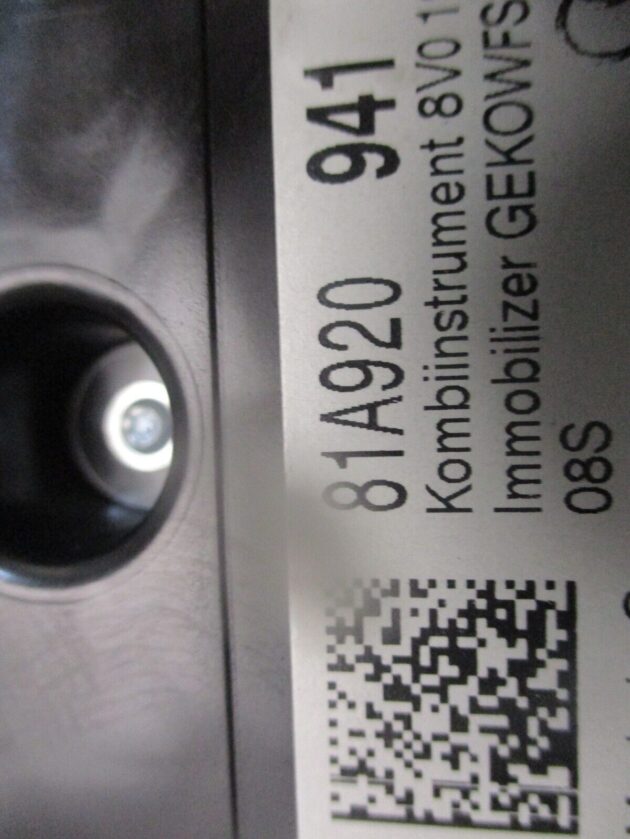 81A920 941
Kombiinstrument 8V0 1
Immobilizer GEKOWFS
08S